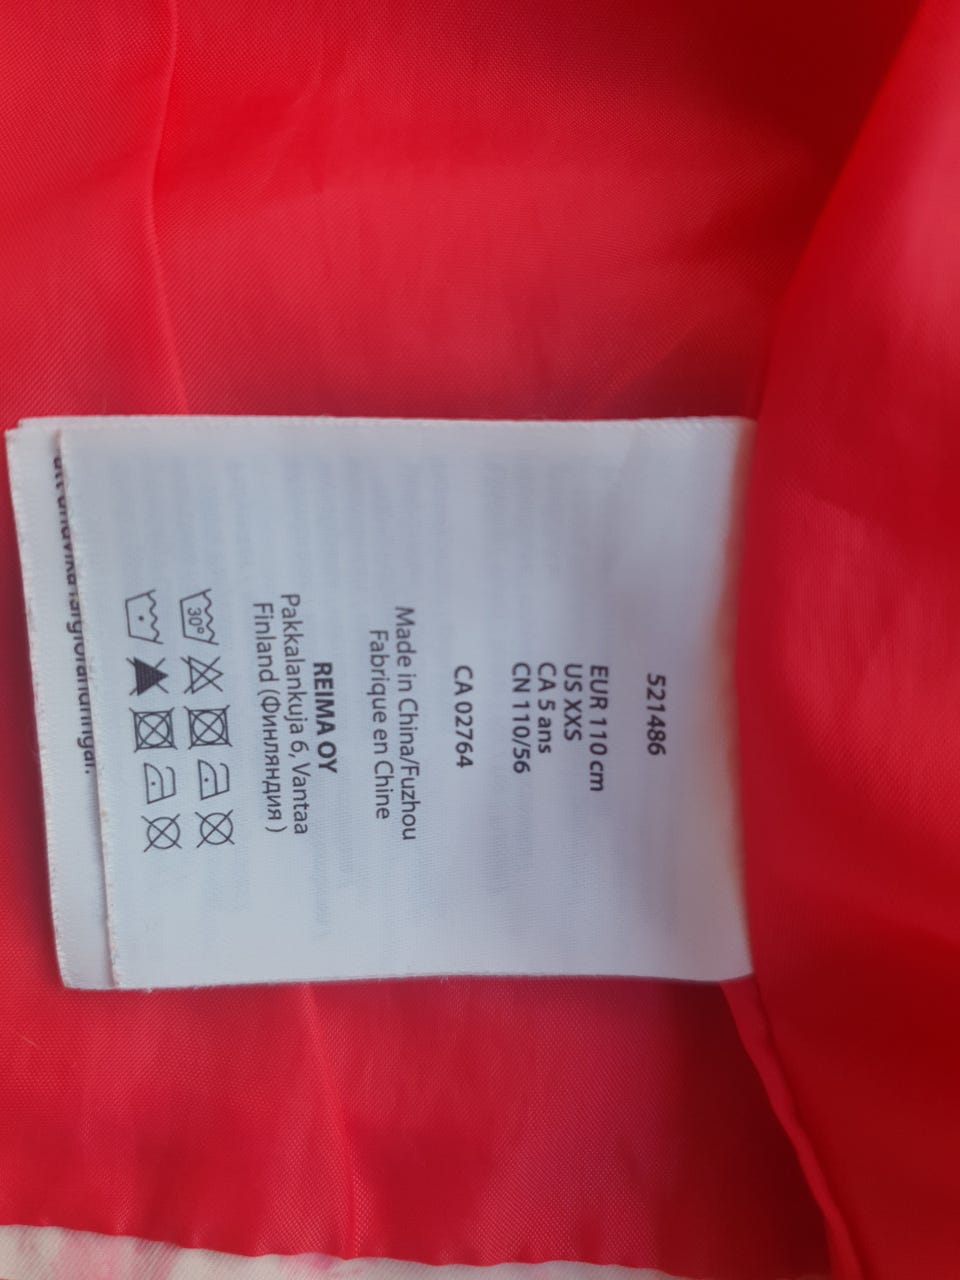 521486
EUR 110 cm
US XXS
CA 5 ans
CN 110/56
CA 02764
Made in China/Fuzhou
Fabrique en Chine
REIMA OY
Pakkalankuja 6, Vantaa
Finland (Финляндия )
30°